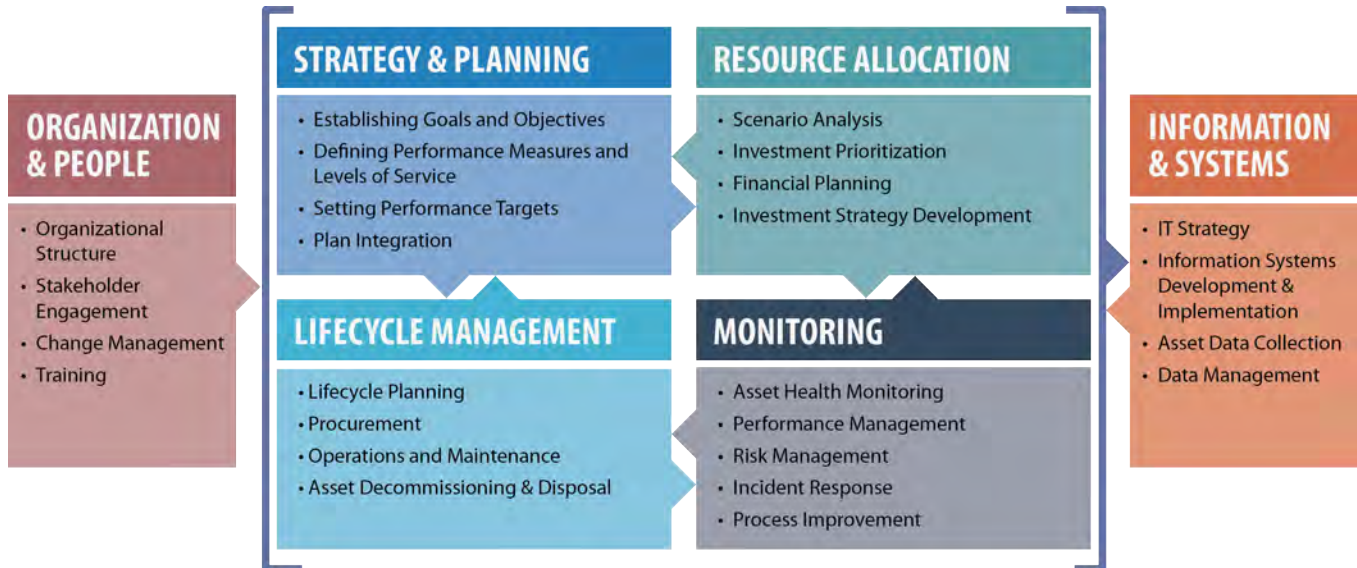 ORGANIZATION
& PEOPLE
• Organizational
Structure
• Stakeholder
Engagement
• Change Management
• Training
STRATEGY & PLANNING
• Establishing Goals and Objectives
• Defining Performance Measures and
Levels of Service
• Setting Performance Targets
• Plan Integration
RESOURCE ALLOCATION
• Scenario Analysis
• Investment Prioritization
• Financial Planning
• Investment Strategy Development
LIFECYCLE MANAGEMENT
• Lifecycle Planning
• Procurement
• Operations and Maintenance
• Asset Decommissioning & Disposal
MONITORING
• Asset Health Monitoring
• Performance Management
• Risk Management
• Incident Response
• Process Improvement
INFORMATION
& SYSTEMS
• IT Strategy
• Information Systems
Development &
Implementation
• Asset Data Collection
• Data Management